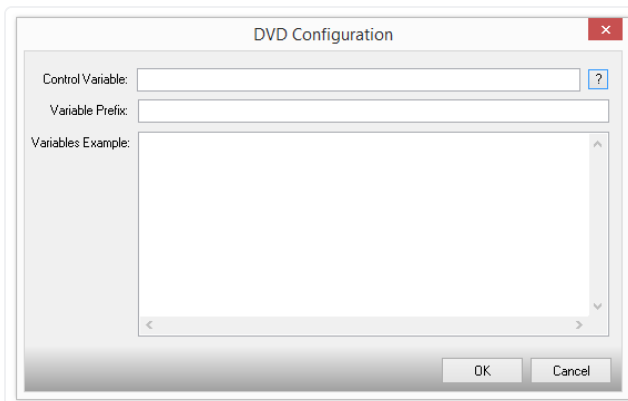 DVD Configuration
Control Variable:
?
Variable Prefix:
Variables Example:
OK
Cancel